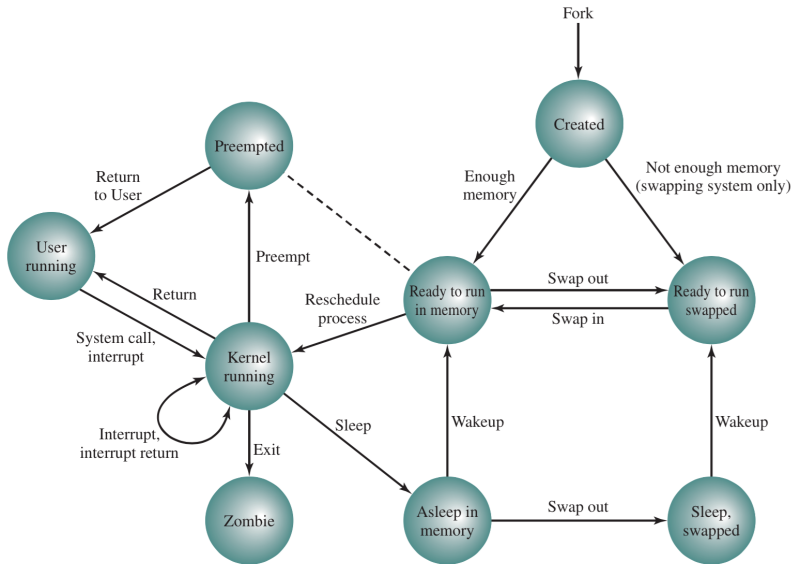 Fork
Created
Preempted
Return
to User
Enough
memory
Not enough memory
(swapping system only)
User
running
Preempt
Return
Reschedule
process
Ready to run
in memory
Swap out
Swap in
Ready to run
swapped
System call,
interrupt
Kernel
running
Interrupt,
interrupt return
Sleep
Wakeup
Wakeup
Exit
Zombie
Asleep in
memory
Swap out
Sleep,
swapped